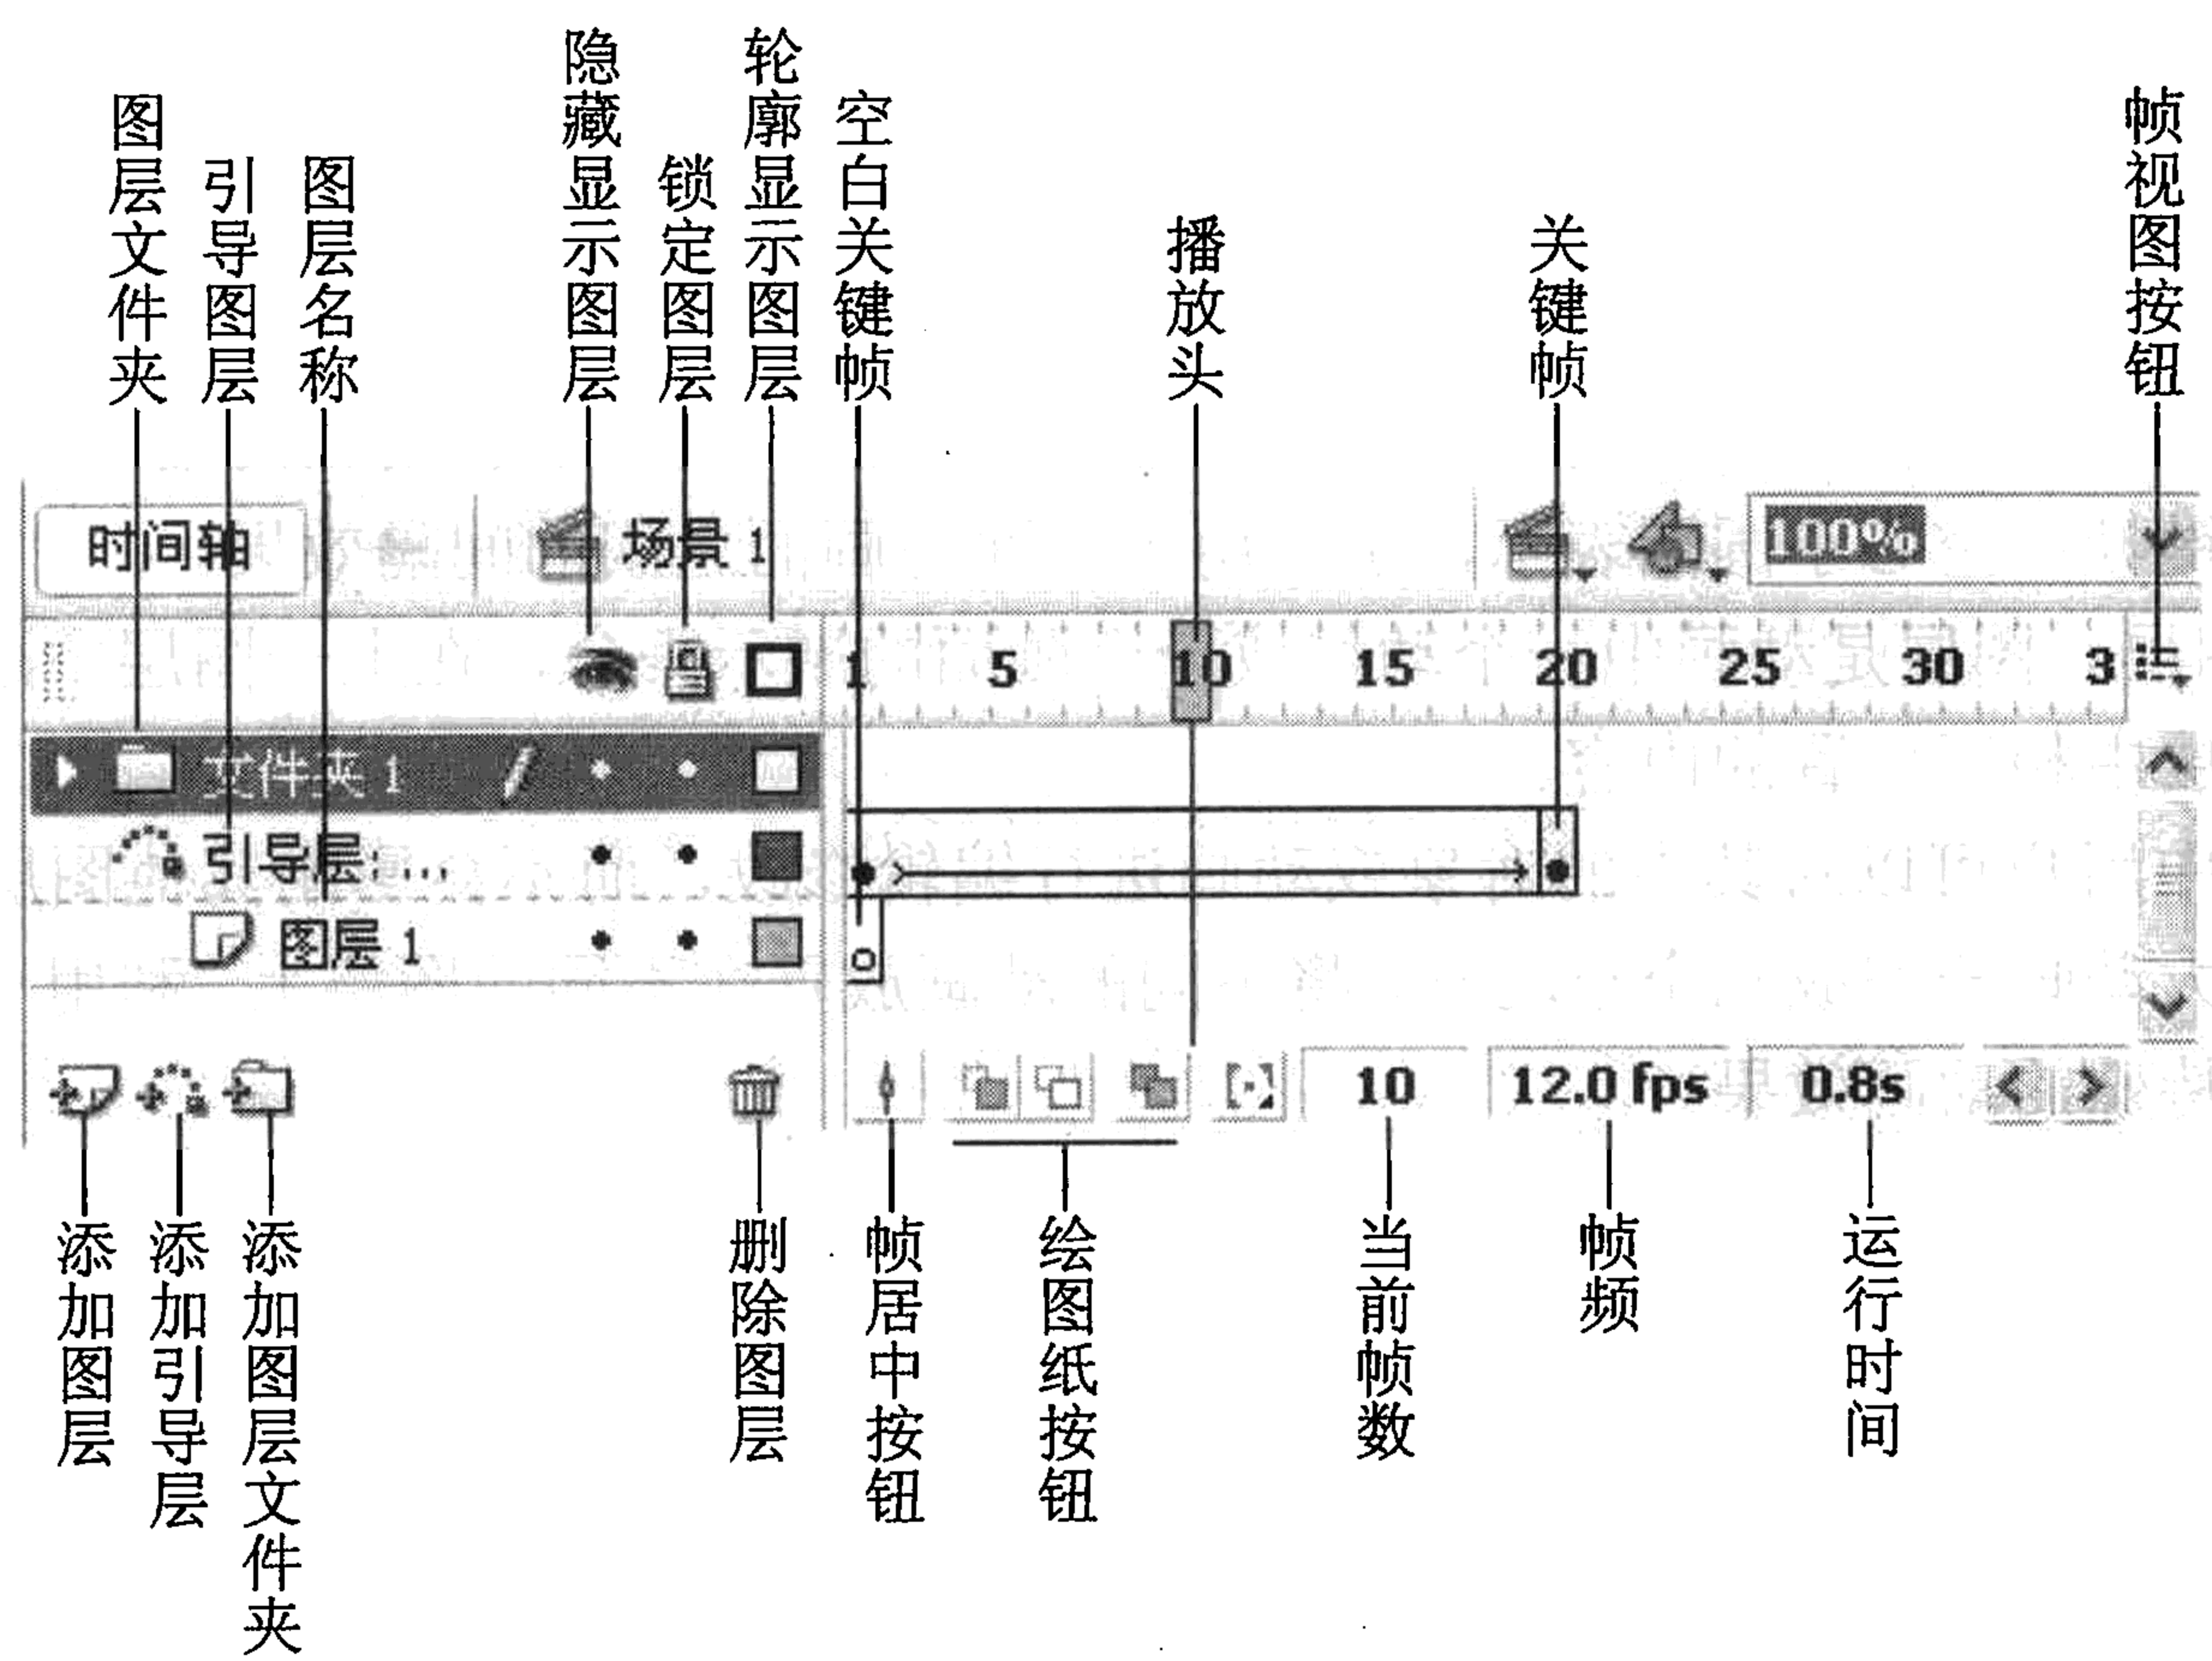 图层文件夹
引导图层
图层名称
隐藏显示图层
锁定图层
轮廓显示图层
空白关键帧
播放头
关键帧
帧视图按钮
时间轴
场景 1
100%
1 5 10 15 20 25 30 3
文件夹 1
引导层: ...
图层 1
10
12.0 fps
0.8s
添加图层
添加引导层
添加图层文件夹
删除图层
帧居中按钮
绘图纸按钮
当前帧数
帧频
运行时间